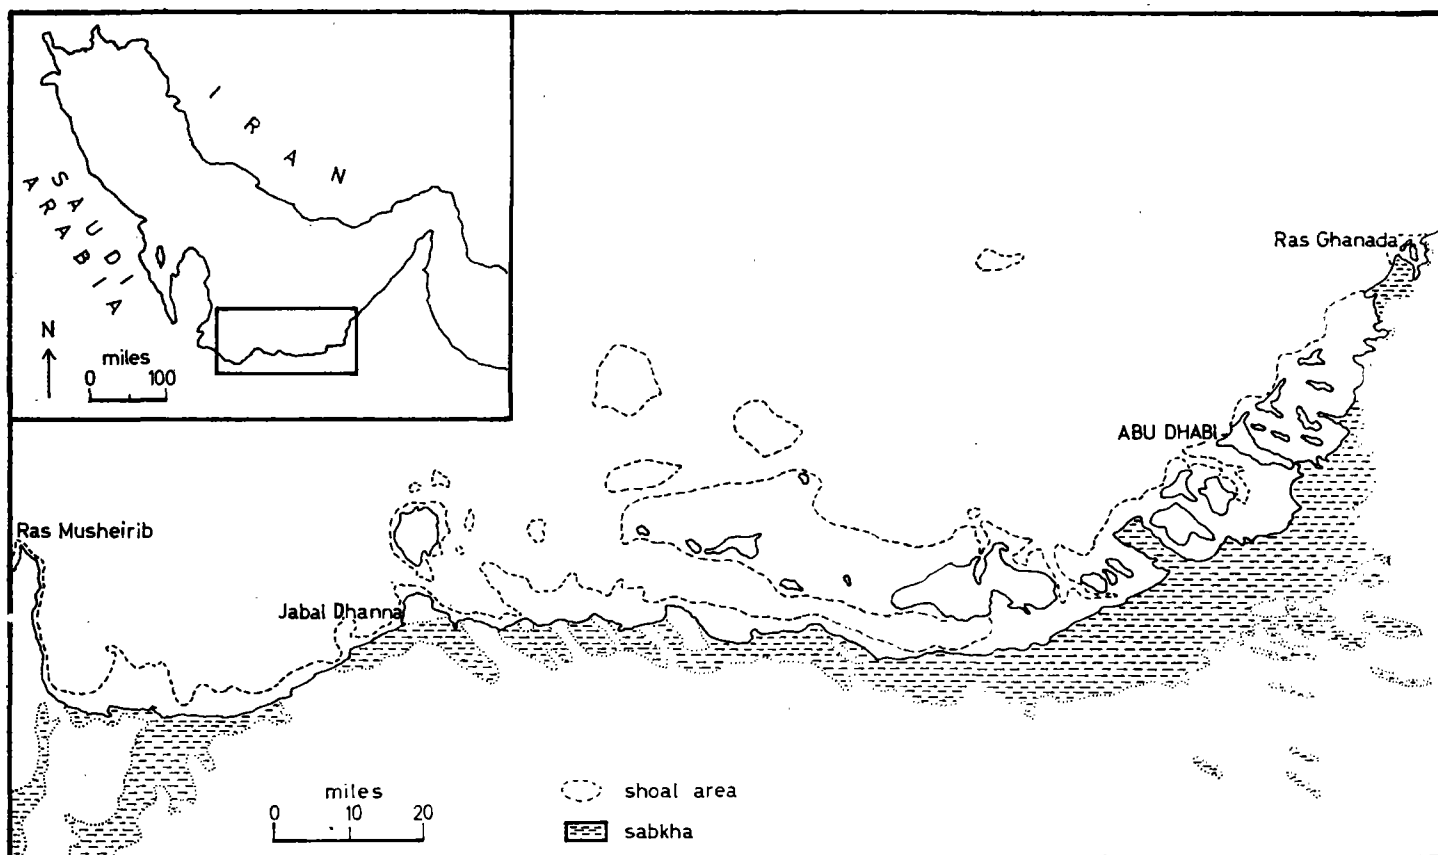 IRAN
SAUDI
ARABIA
N
miles
0 100
Ras Ghanada
ABU DHABI
Ras Musheirib
Jabal Dhanna
miles
0 10 20
shoal area
sabkha